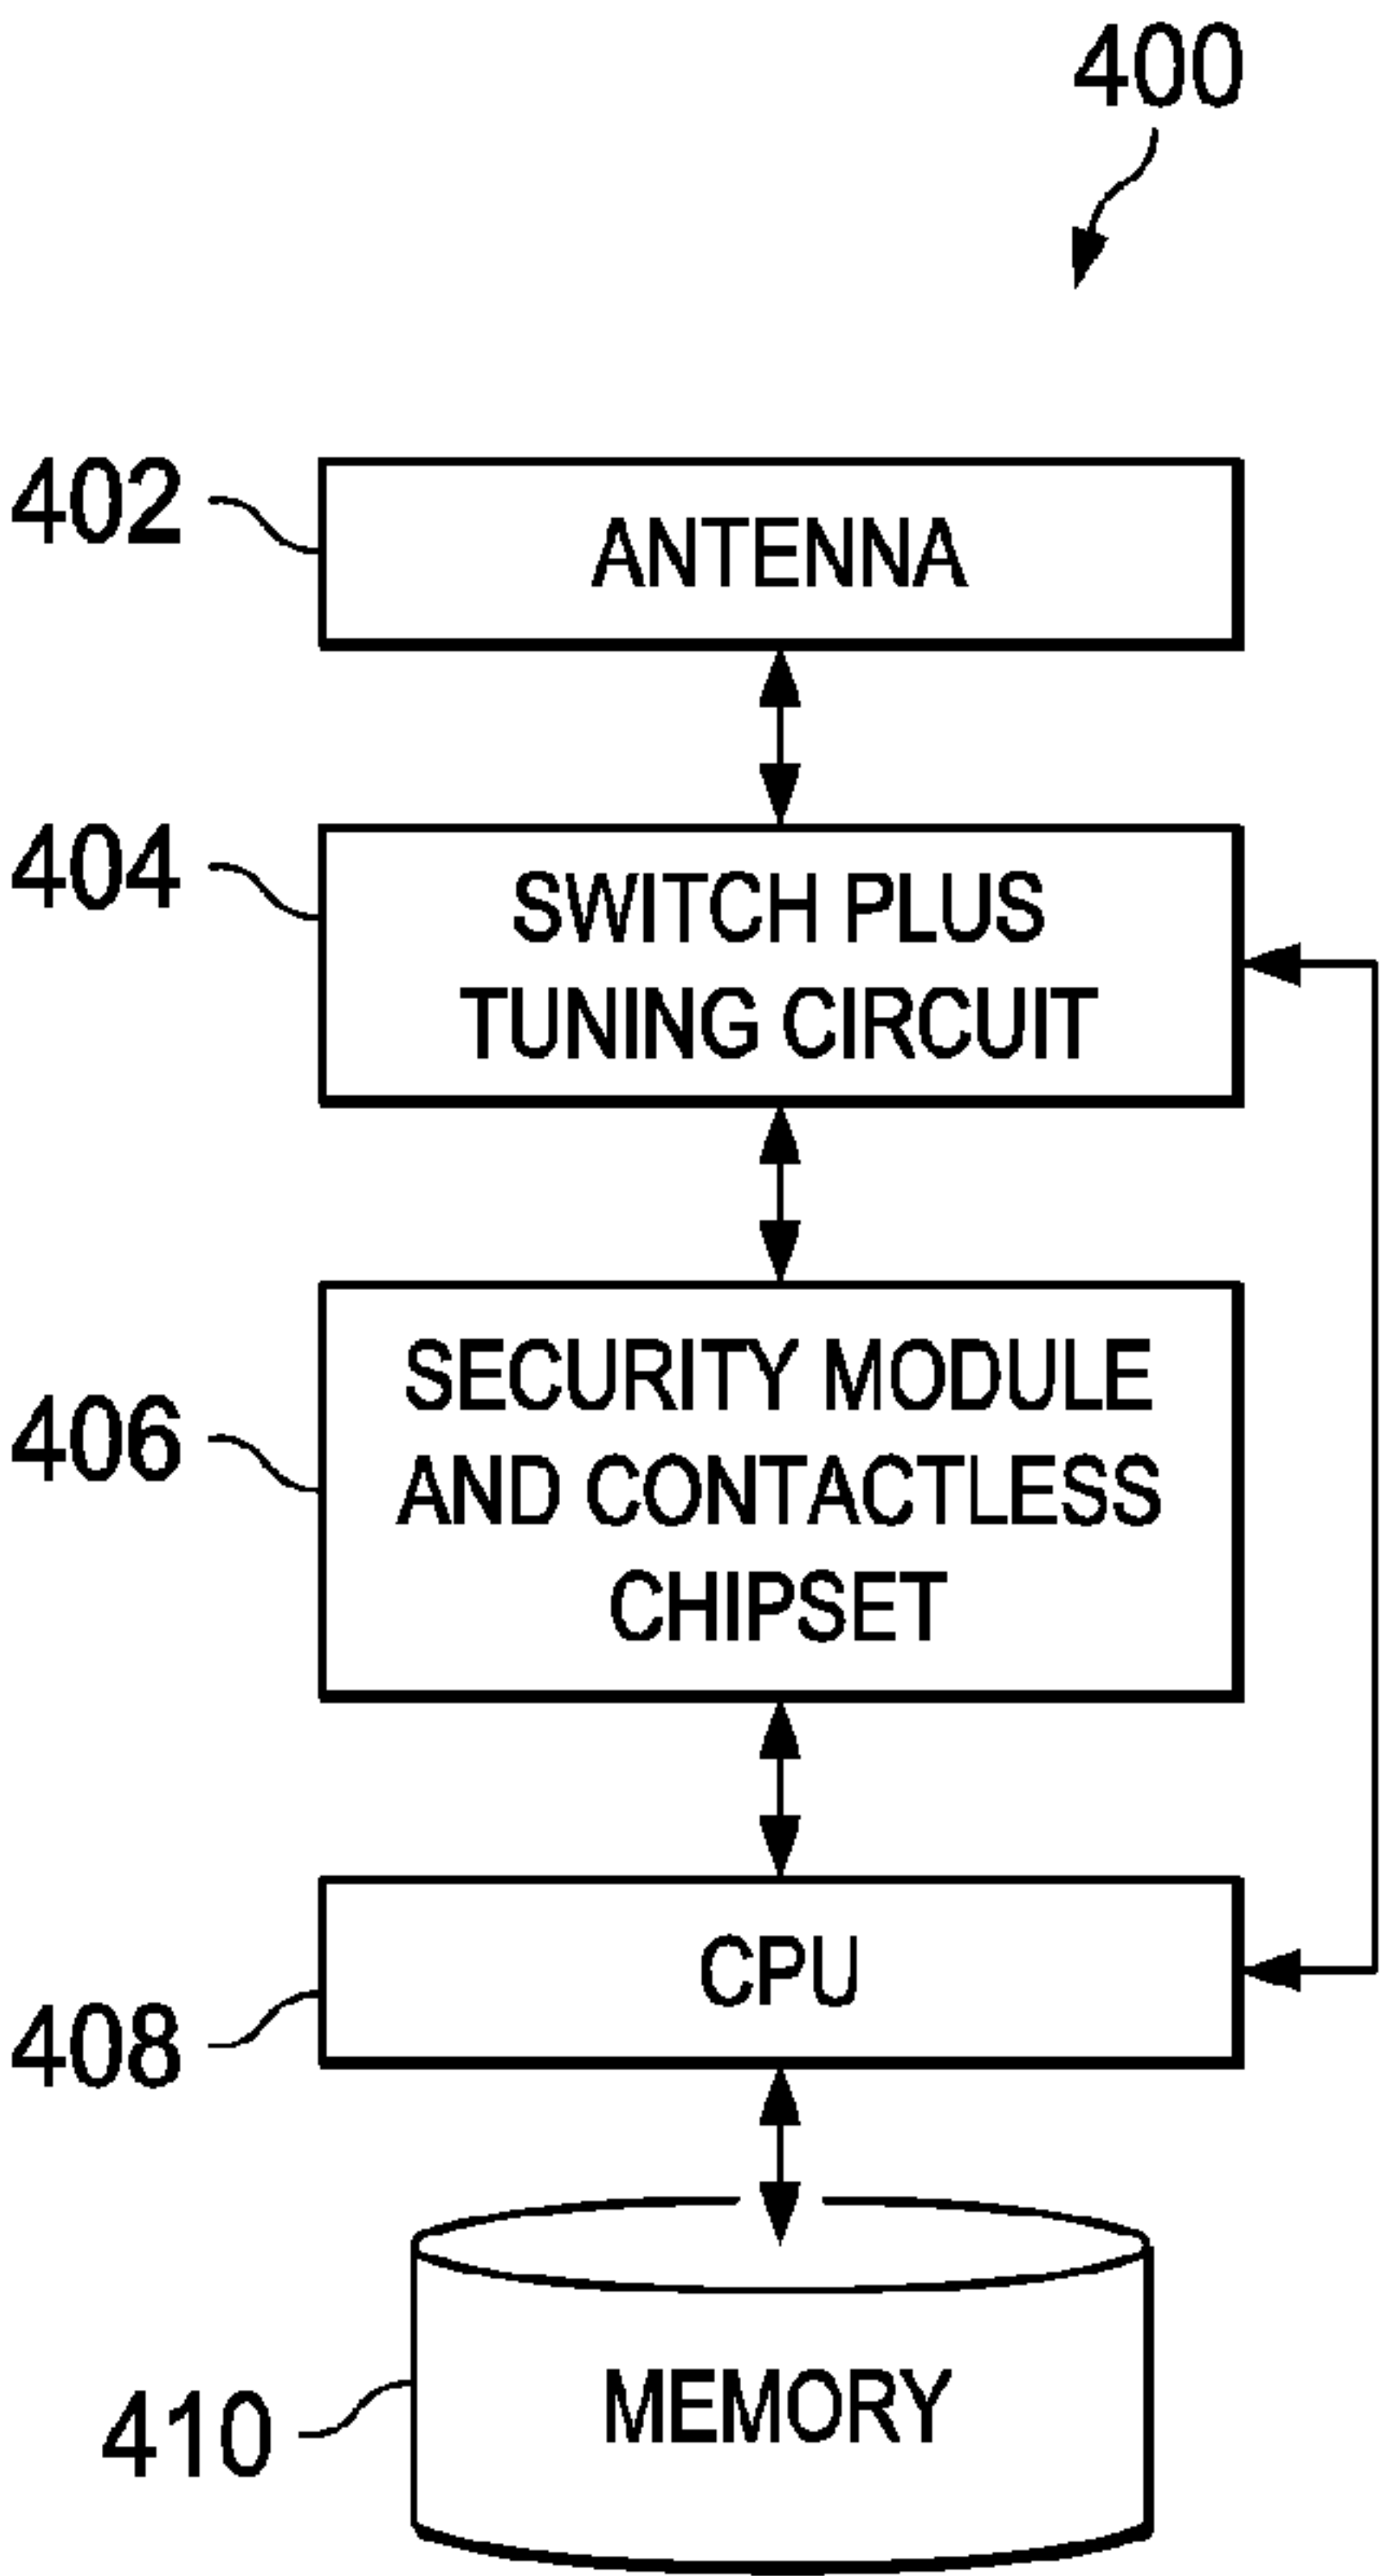 400
402
ANTENNA
404
SWITCH PLUS
TUNING CIRCUIT
406
SECURITY MODULE
AND CONTACTLESS
CHIPSET
408
CPU
410
MEMORY